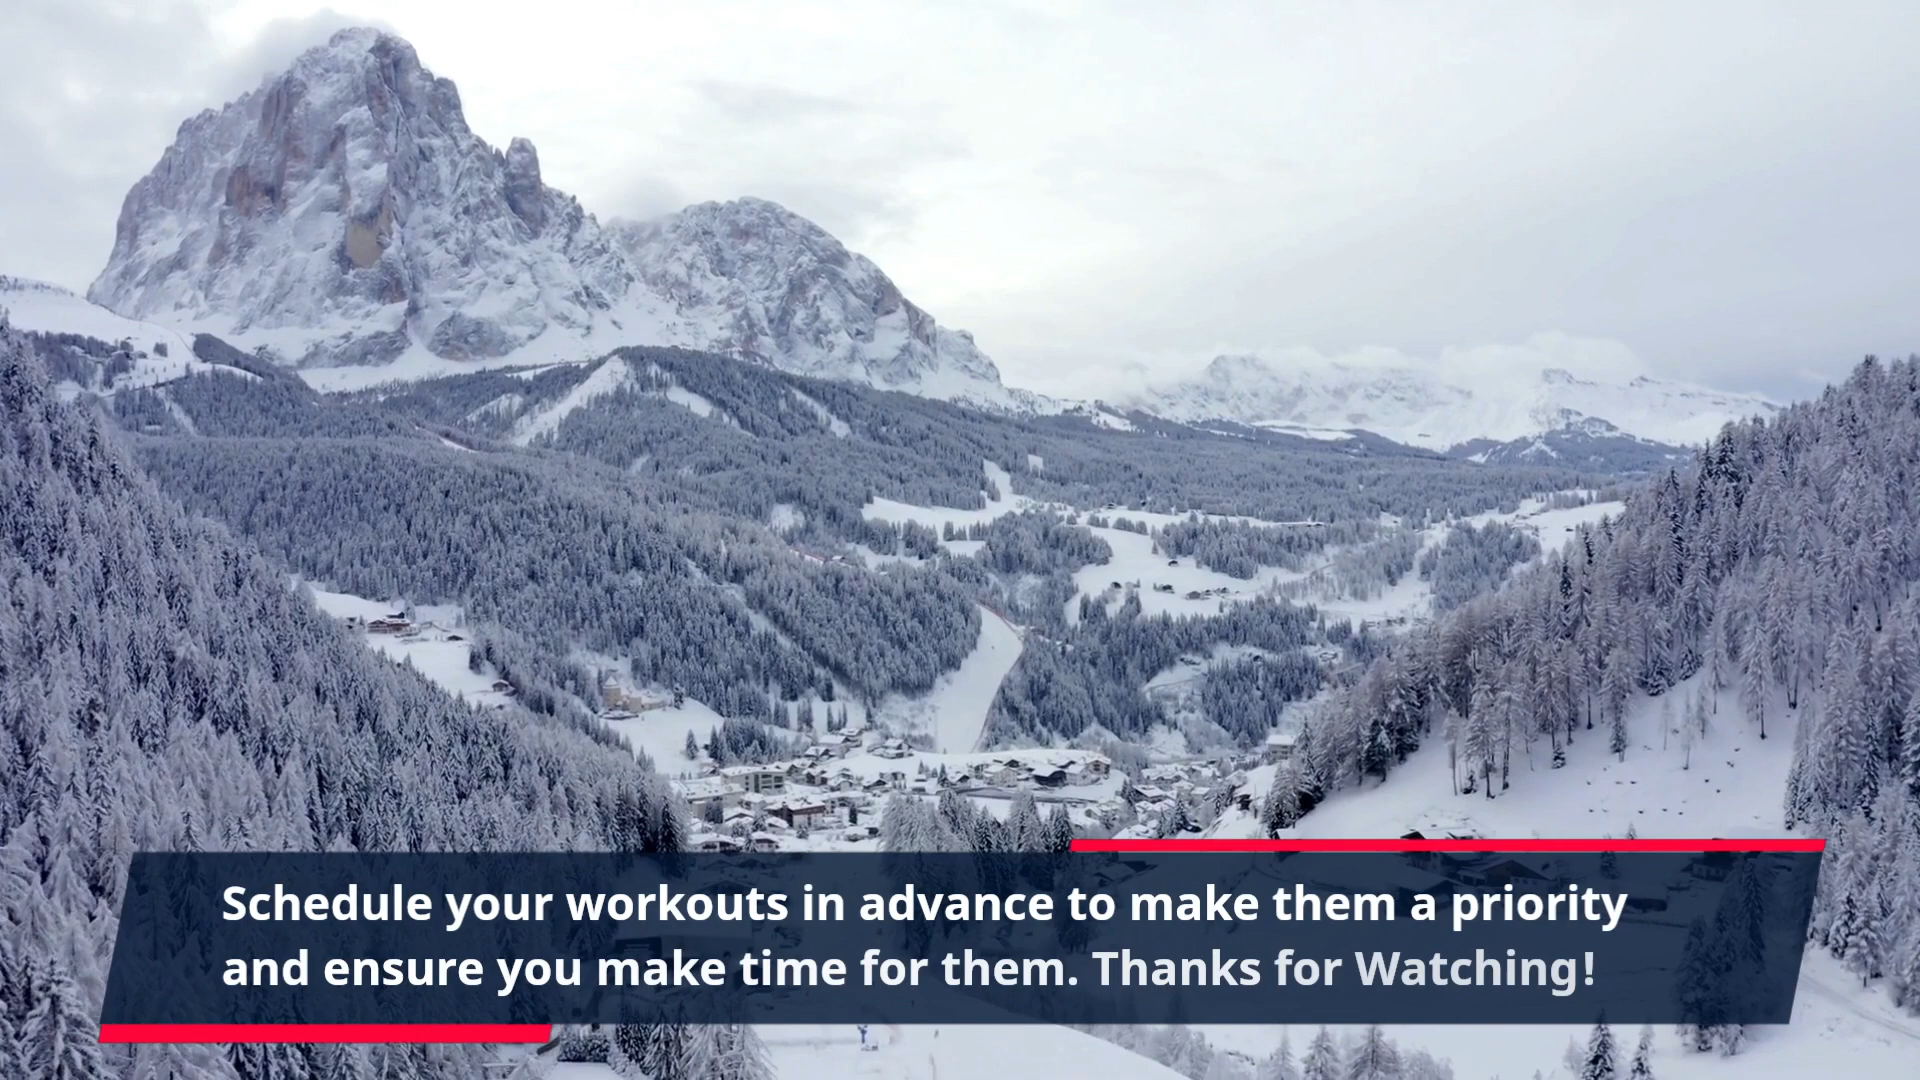 Schedule your workouts in advance to make them a priority
and ensure you make time for them. Thanks for Watching!